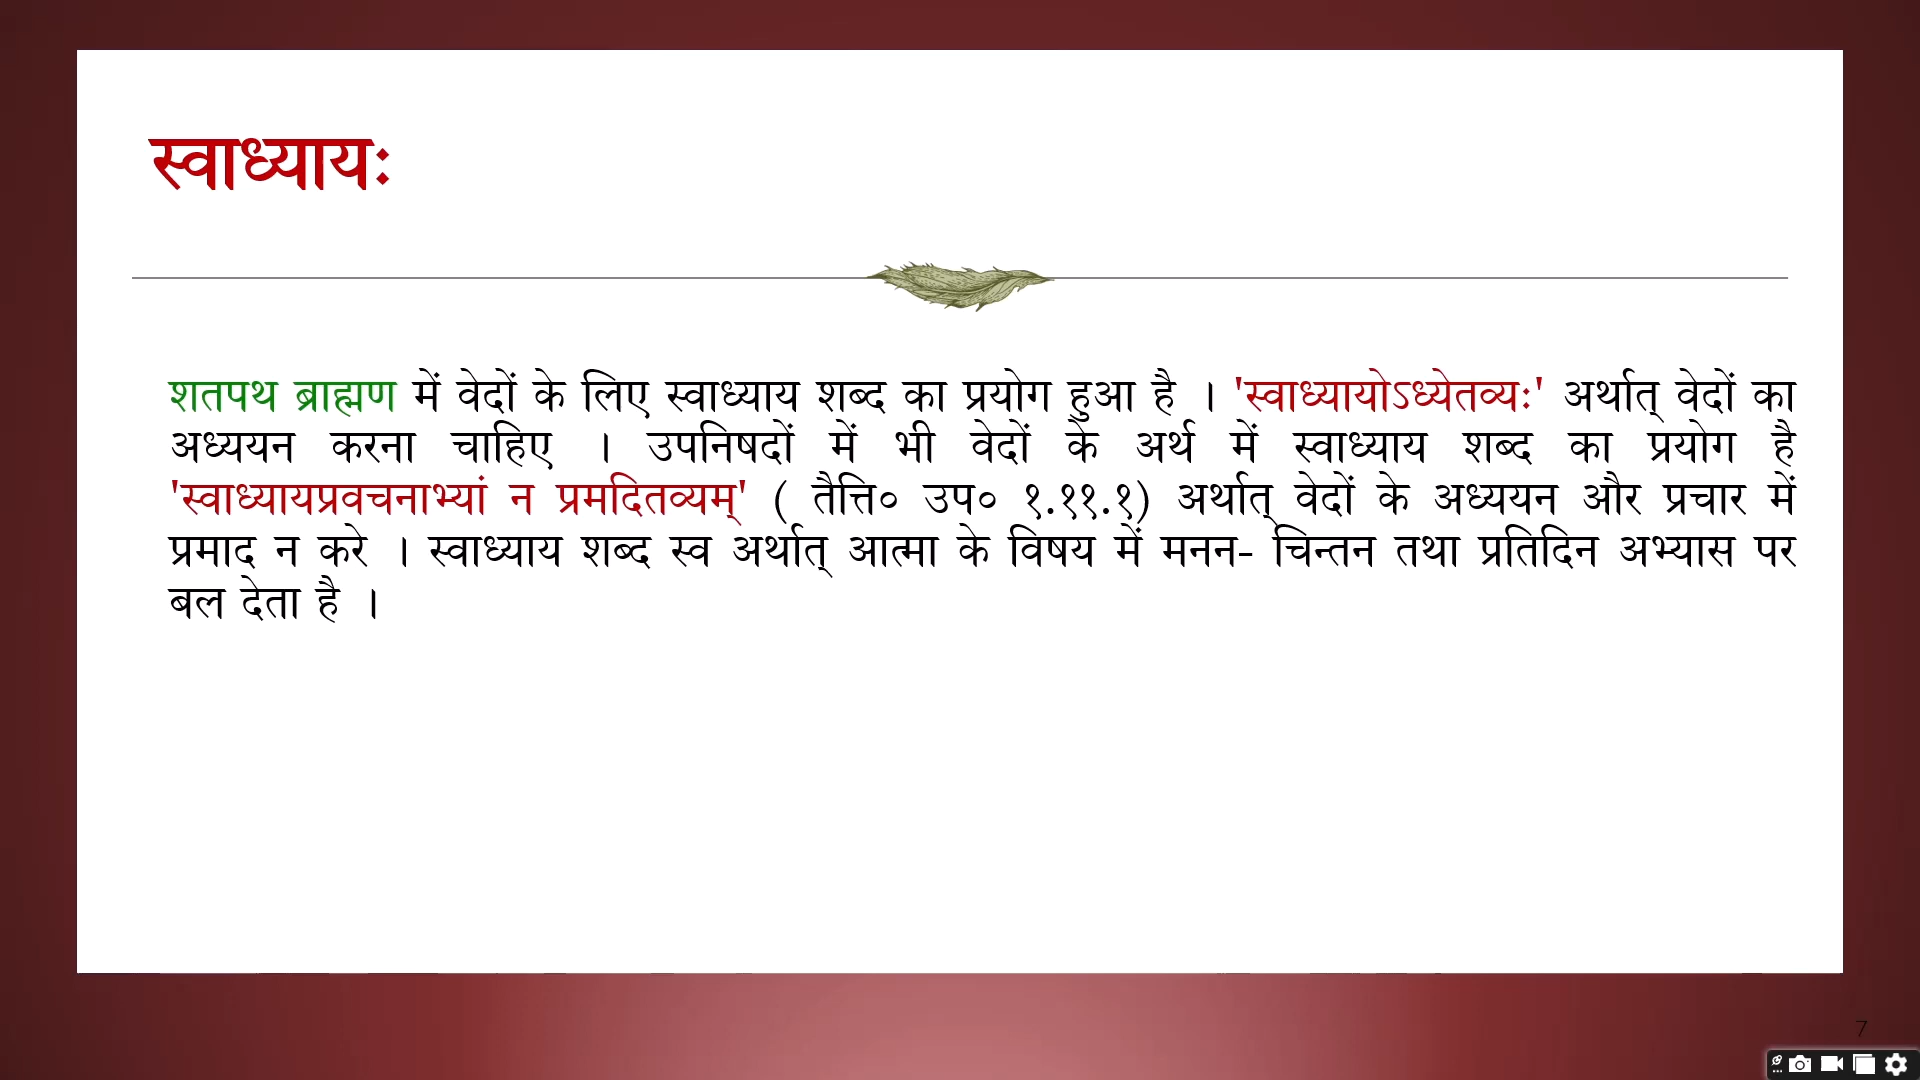 स्वाध्यायः
शतपथ ब्राह्मण में वेदों के लिए स्वाध्याय शब्द का प्रयोग हुआ है । 'स्वाध्यायोऽध्येतव्यः' अर्थात् वेदों का
अध्ययन करना चाहिए । उपनिषदों में भी वेदों के अर्थ में स्वाध्याय शब्द का प्रयोग है
'स्वाध्यायप्रवचनाभ्यां न प्रमदितव्यम्' ( तैत्ति० उप० १.११.१) अर्थात् वेदों के अध्ययन और प्रचार में
प्रमाद न करे । स्वाध्याय शब्द स्व अर्थात् आत्मा के विषय में मनन- चिन्तन तथा प्रतिदिन अभ्यास पर
बल देता है ।
7